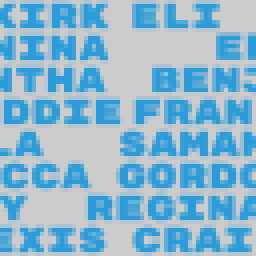 KIRK ELI
NINA E
NTHA BENJ
DDIE FRAN
LA SAMAN
CCA GORDO
Y REGINA
EXIS CRAI